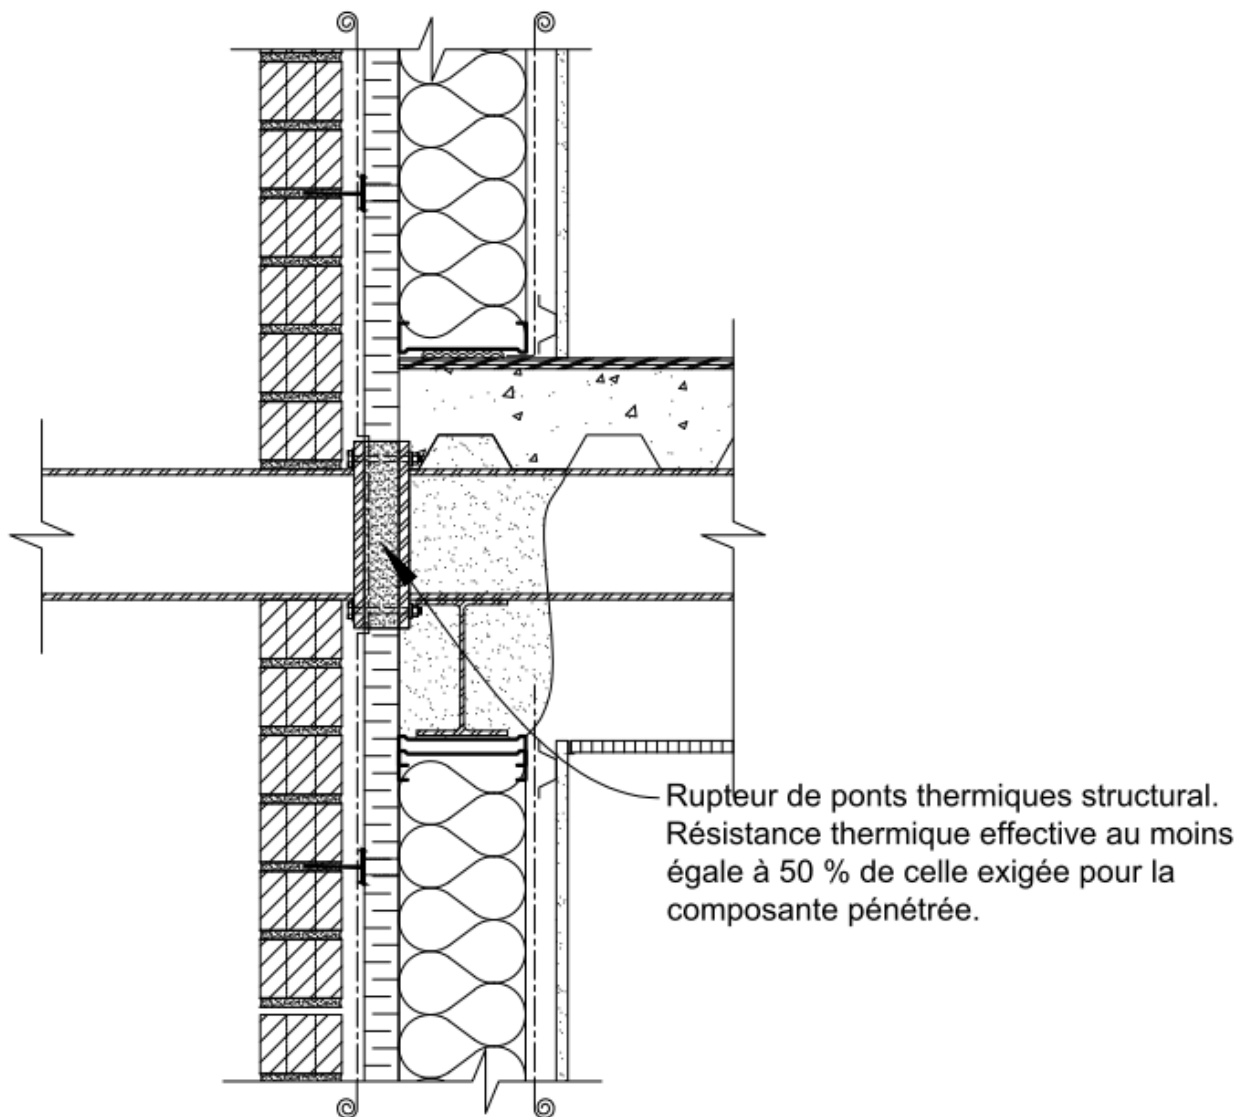 Rupteur de ponts thermiques structural.
Résistance thermique effective au moins
égale à 50 % de celle exigée pour la
composante pénétrée.